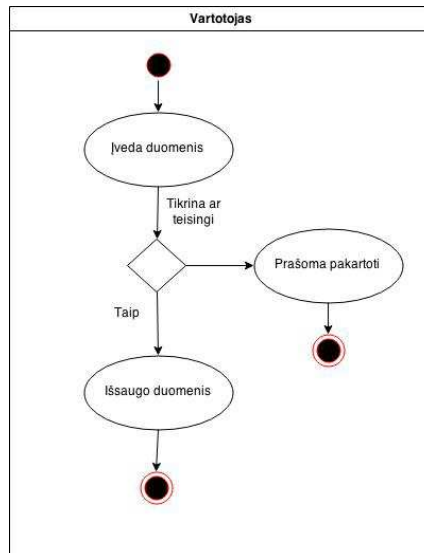 Vartotojas
Įveda duomenis
Tikrina ar
teisingi
Prašoma pakartoti
Taip
Išsaugo duomenis